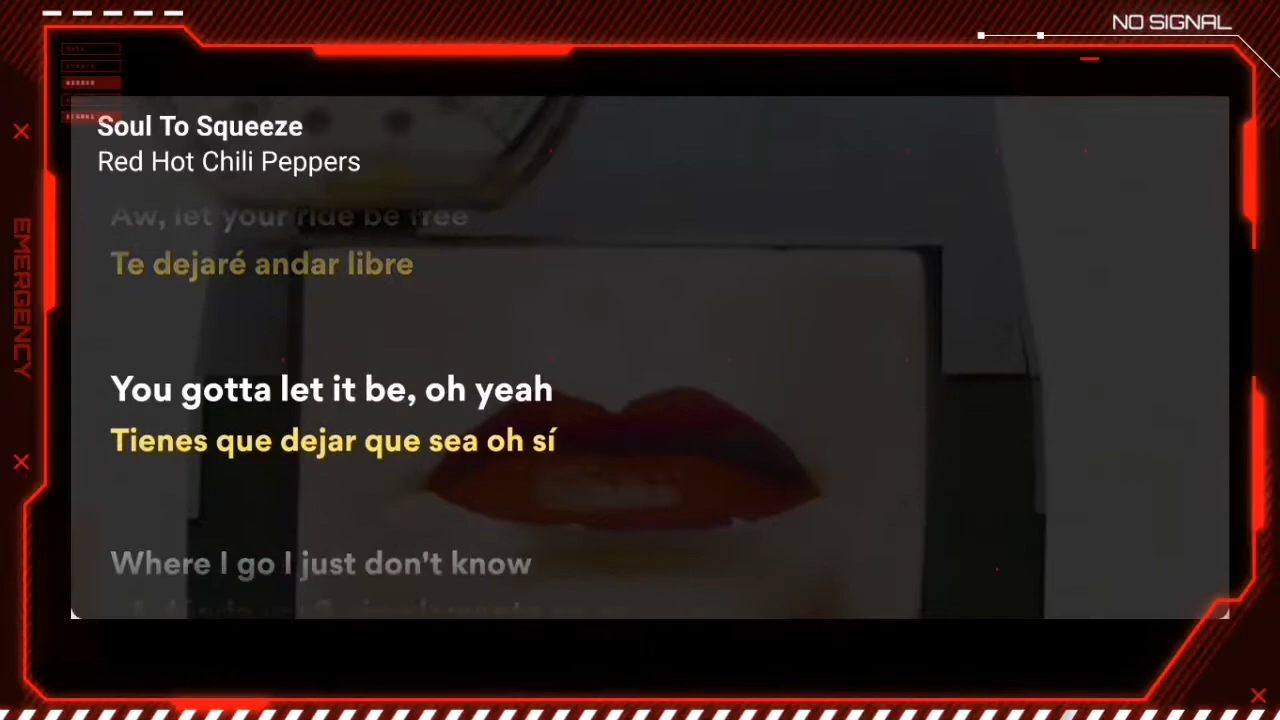 NO SIGNAL
Soul To Squeeze
Red Hot Chili Peppers
Aw, let your ride be free
Te dejaré andar libre
EMERGENCY
You gotta let it be, oh yeah
Tienes que dejar que sea oh sí
Where I go I just don't know